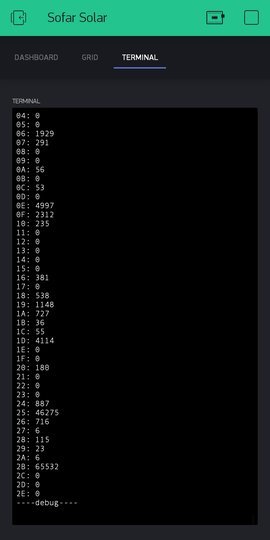 Sofar Solar
DASHBOARD GRID TERMINAL
TERMINAL
04: 0
05: 0
06: 1929
07: 291
08: 0
09: 0
0A: 56
0B: 0
0C: 53
0D: 0
0E: 4997
0F: 2312
10: 235
11: 0
12: 0
13: 0
14: 0
15: 0
16: 381
17: 0
18: 538
19: 1148
1A: 727
1B: 36
1C: 55
1D: 4114
1E: 0
1F: 0
20: 180
21: 0
22: 0
23: 0
24: 887
25: 46275
26: 716
27: 6
28: 115
29: 23
2A: 6
2B: 65532
2C: 0
2D: 0
2E: 0
----debug----